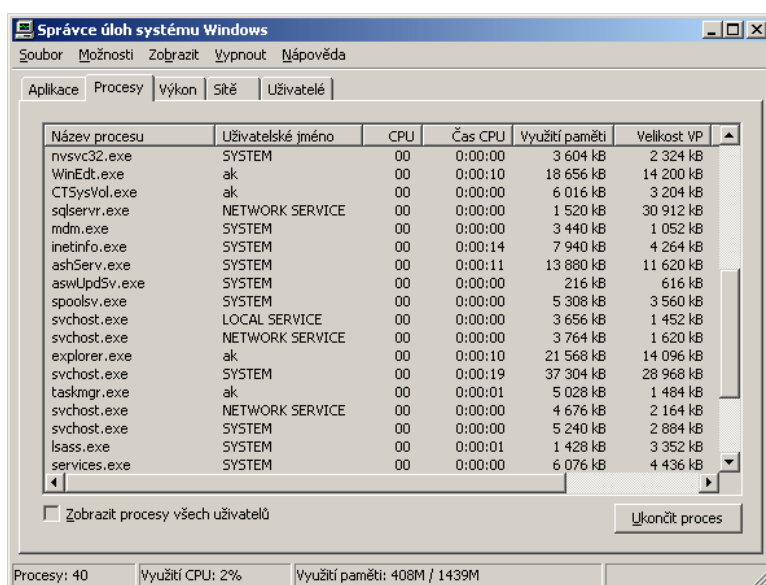 Správce úloh systému Windows
Soubor Možnosti Zobrazit Vypnout Nápověda
Aplikace Procesy Výkon Sítě Uživatelé
Název procesu Uživatelské jméno CPU Čas CPU Využití paměti Velikost VP
nvsvc32.exe SYSTEM 00 0:00:00 3 604 kB 2 324 kB
WinEdt.exe ak 00 0:00:10 18 656 kB 14 200 kB
CTSysVol.exe ak 00 0:00:00 6 016 kB 3 204 kB
sqlservr.exe NETWORK SERVICE 00 0:00:00 1 520 kB 30 912 kB
mdm.exe SYSTEM 00 0:00:00 3 440 kB 1 052 kB
inetinfo.exe SYSTEM 00 0:00:14 7 940 kB 4 264 kB
ashServ.exe SYSTEM 00 0:00:11 13 880 kB 11 620 kB
aswUpdSv.exe SYSTEM 00 0:00:00 216 kB 616 kB
spoolsv.exe SYSTEM 00 0:00:00 5 308 kB 3 560 kB
svchost.exe LOCAL SERVICE 00 0:00:00 3 656 kB 1 452 kB
svchost.exe NETWORK SERVICE 00 0:00:00 3 764 kB 1 620 kB
explorer.exe ak 00 0:00:10 21 568 kB 14 096 kB
svchost.exe SYSTEM 00 0:00:19 37 304 kB 28 968 kB
taskmgr.exe ak 00 0:00:01 5 028 kB 1 484 kB
svchost.exe NETWORK SERVICE 00 0:00:00 4 676 kB 2 164 kB
svchost.exe SYSTEM 00 0:00:00 5 240 kB 2 884 kB
lsass.exe SYSTEM 00 0:00:01 1 428 kB 3 352 kB
services.exe SYSTEM 00 0:00:00 6 076 kB 4 436 kB
Zobrazit procesy všech uživatelů Ukončit proces
Procesy: 40 Využití CPU: 2% Využití paměti: 408M / 1439M